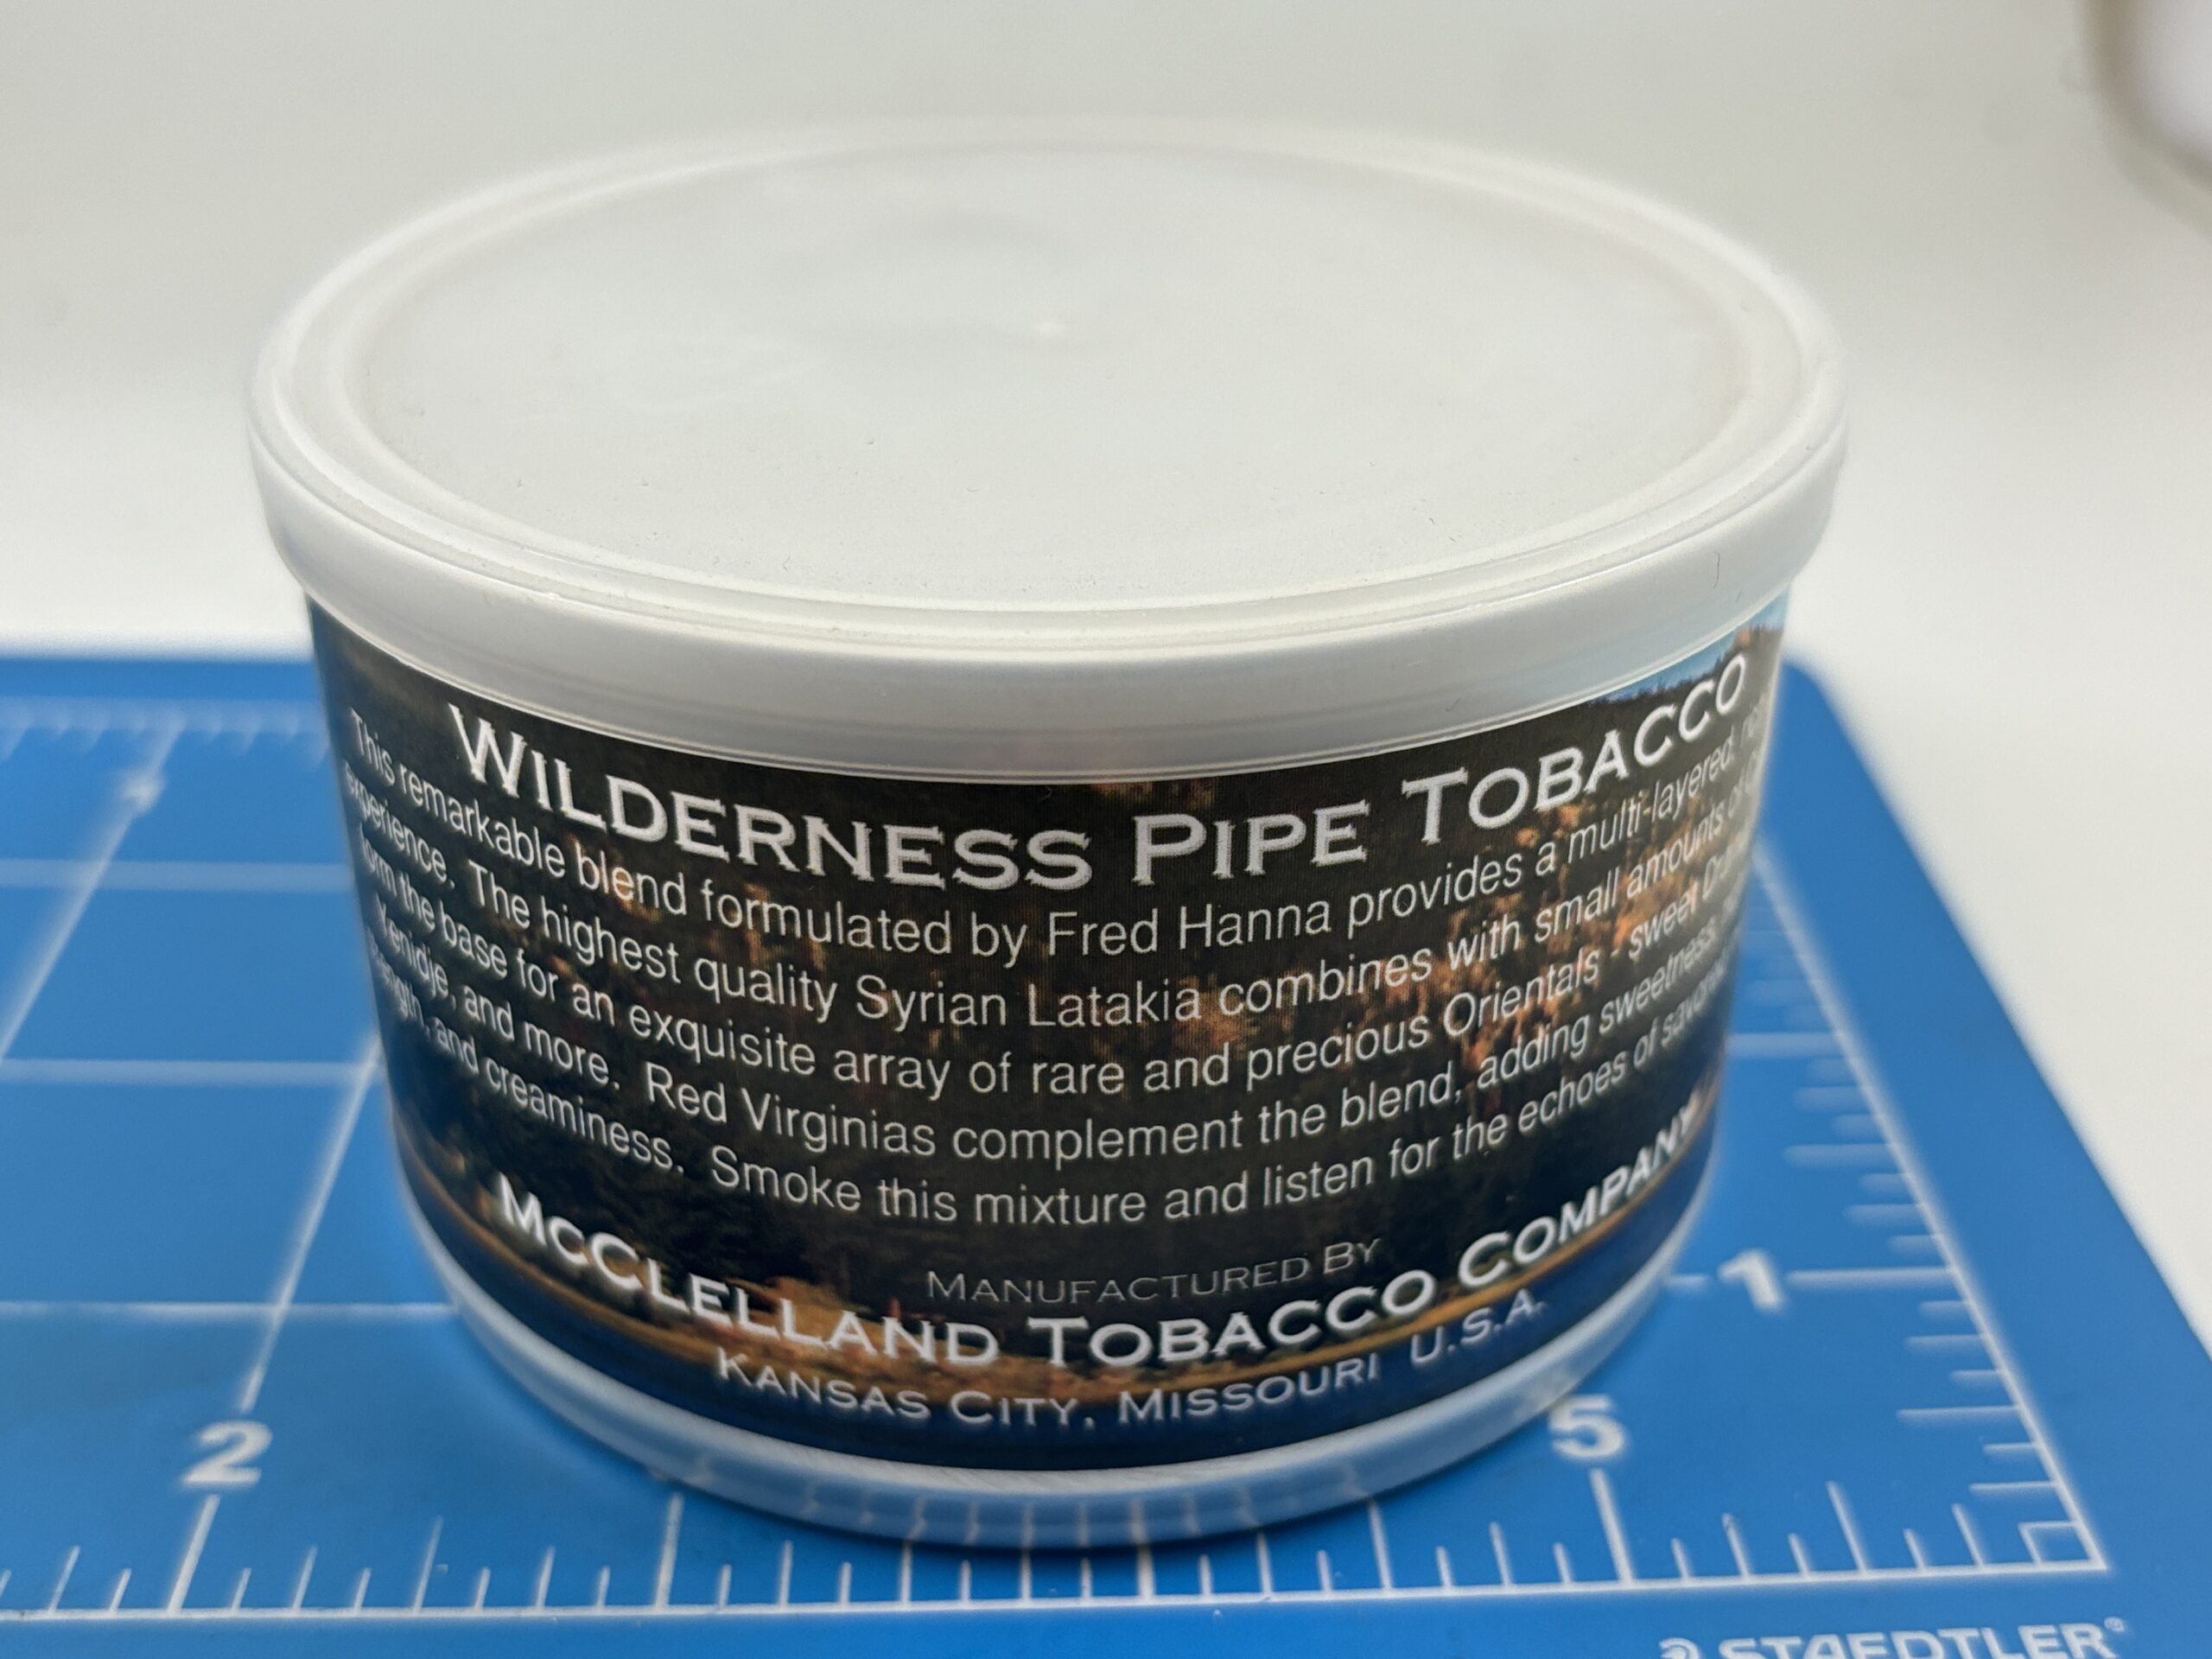 WILDERNESS PIPE TOBACCO
This remarkable blend formulated by Fred Hanna provides a multi-layered,
experience. The highest quality Syrian Latakia combines with small amounts of
form the base for an exquisite array of rare and precious Orientals - sweet
Yenidje, and more. Red Virginias complement the blend, adding sweetness,
strength, and creaminess. Smoke this mixture and listen for the echoes of
MANUFACTURED BY
MCCLELLAND TOBACCO COMPANY
KANSAS CITY, MISSOURI U.S.A.
1
2
5
STAEDTLER®